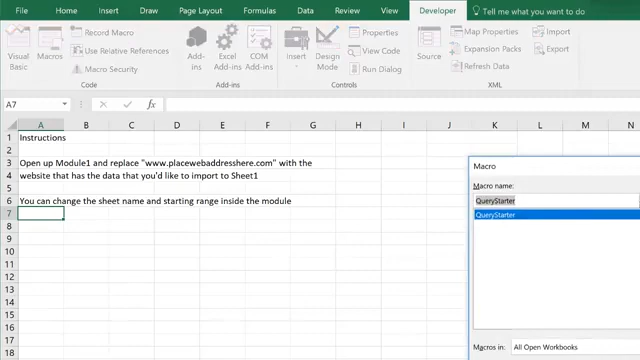 File Home Insert Draw Page Layout Formulas Data Review View Developer Tell me what you want to do
Visual Basic
Macros
Record Macro
Use Relative References
Macro Security
Code
Add-ins
Excel Add-ins
COM Add-ins
Add-ins
Insert
Design Mode
Properties
View Code
Run Dialog
Controls
Source
Map Properties
Expansion Packs
Refresh Data
Import
Export
XML
A7 fx
A B C D E F G H I J K L M N
1 Instructions
2
3 Open up Module1 and replace "www.placewebaddresshere.com" with the
4 website that has the data that you'd like to import to Sheet1
5
6 You can change the sheet name and starting range inside the module
7
8
9
10
11
12
13
14
15
16
17
18
Macro
Macro name:
QueryStarter
QueryStarter
Macros in: All Open Workbooks